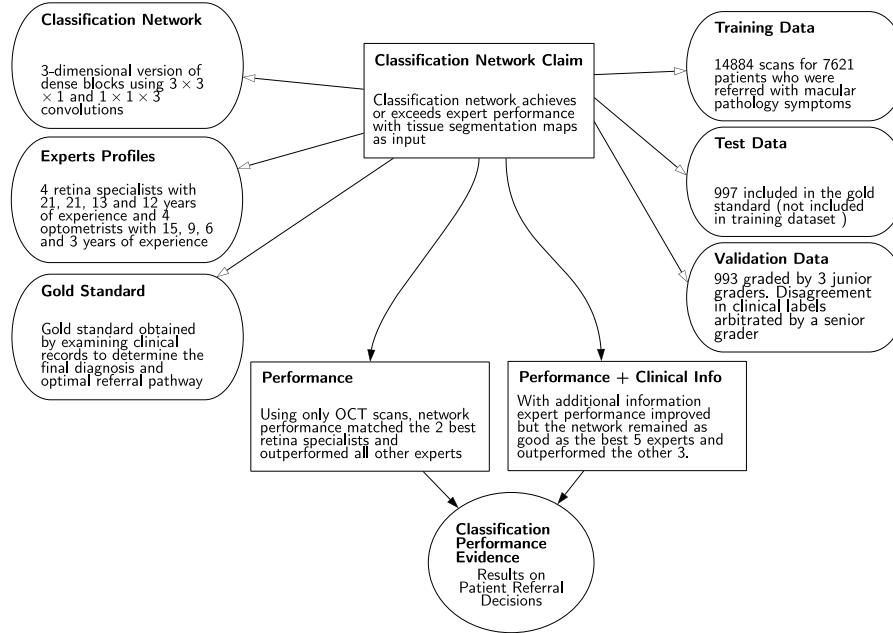 Classification Network
3-dimensional version of
dense blocks using 3 × 3
× 1 and 1 × 1 × 3
convolutions
Experts Profiles
4 retina specialists with
21, 21, 13 and 12 years
of experience and 4
optometrists with 15, 9, 6
and 3 years of experience
Gold Standard
Gold standard obtained
by examining clinical
records to determine the
final diagnosis and
optimal referral pathway
Classification Network Claim
Classification network achieves
or exceeds expert performance
with tissue segmentation maps
as input
Training Data
14884 scans for 7621
patients who were
referred with macular
pathology symptoms
Test Data
997 included in the gold
standard (not included
in training dataset )
Validation Data
993 graded by 3 junior
graders. Disagreement
in clinical labels
arbitrated by a senior
grader
Performance
Using only OCT scans, network
performance matched the 2 best
retina specialists and
outperformed all other experts
Performance + Clinical Info
With additional information
expert performance improved
but the network remained as
good as the best 5 experts and
outperformed the other 3.
Classification
Performance
Evidence
Results on
Patient Referral
Decisions